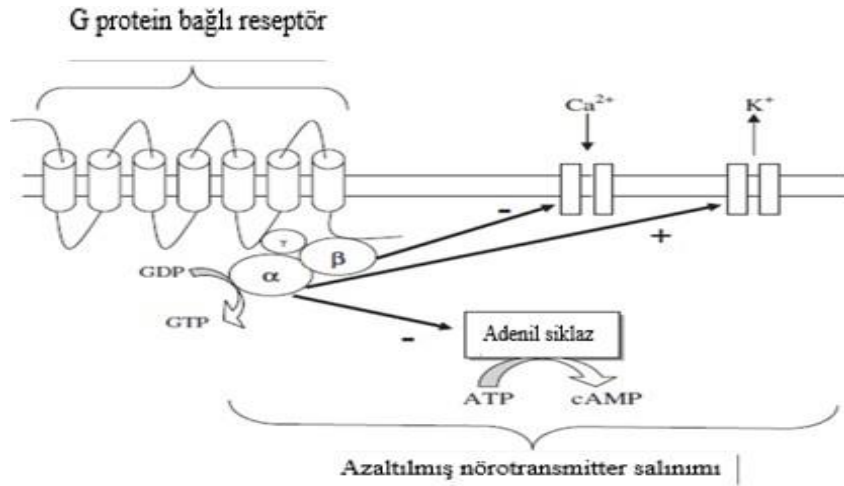 G protein bağlı reseptör
Ca²⁺
K⁺
-
+
γ
β
α
GDP
GTP
-
Adenil siklaz
ATP
cAMP
Azaltılmış nörotransmitter salınımı